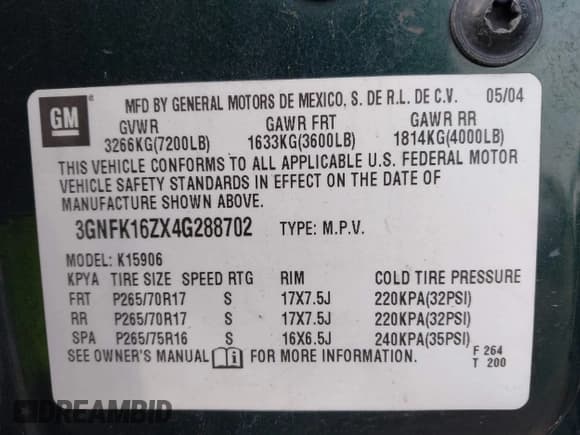 GM ® MFD BY GENERAL MOTORS DE MEXICO, S. DE R.L. DE C.V. 05/04
GVWR GAWR FRT GAWR RR
3266KG(7200LB) 1633KG(3600LB) 1814KG(4000LB)
THIS VEHICLE CONFORMS TO ALL APPLICABLE U.S. FEDERAL MOTOR
VEHICLE SAFETY STANDARDS IN EFFECT ON THE DATE OF
MANUFACTURE SHOWN ABOVE.
3GNFK16ZX4G288702 TYPE: M.P.V.
MODEL: K15906
KPYA TIRE SIZE SPEED RTG RIM COLD TIRE PRESSURE
FRT P265/70R17 S 17X7.5J 220KPA(32PSI)
RR P265/70R17 S 17X7.5J 220KPA(32PSI)
SPA P265/75R16 S 16X6.5J 240KPA(35PSI)
SEE OWNER'S MANUAL i FOR MORE INFORMATION. F 264
T 200
DREAMBID